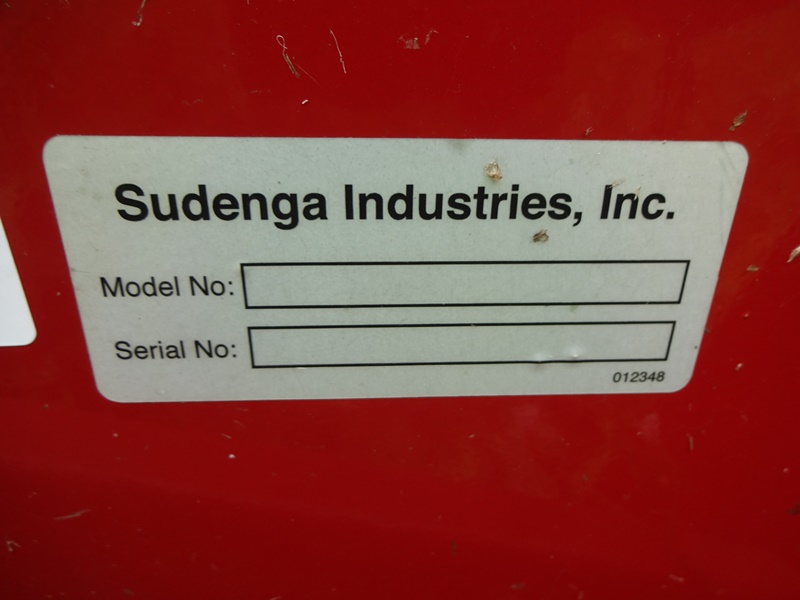 Sudenga Industries, Inc.
Model No:
Serial No:
012348